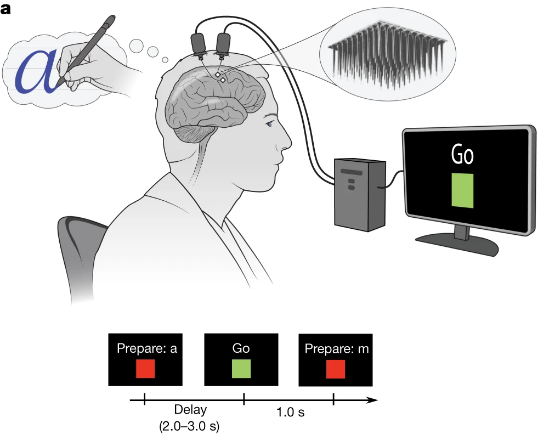 a
a
Go
Prepare: a
Go
Prepare: m
Delay
(2.0–3.0 s)
1.0 s